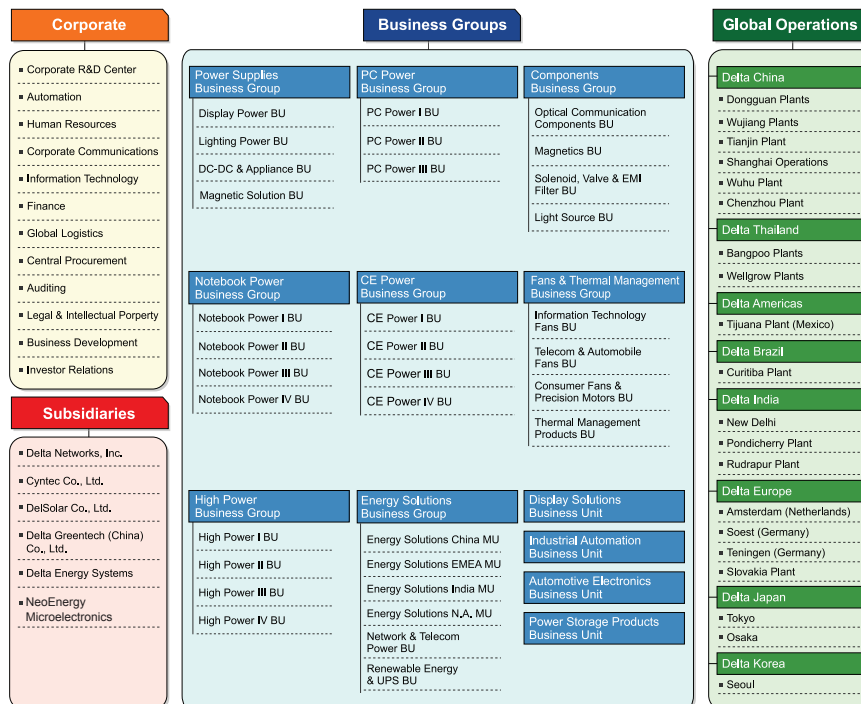 Corporate
Corporate R&D Center
Automation
Human Resources
Corporate Communications
Information Technology
Finance
Global Logistics
Central Procurement
Auditing
Legal & Intellectual Porperty
Business Development
Investor Relations
Subsidiaries
Delta Networks, Inc.
Cyntec Co., Ltd.
DelSolar Co., Ltd.
Delta Greentech (China)
Co., Ltd.
Delta Energy Systems
NeoEnergy
Microelectronics
Business Groups
Power Supplies
Business Group
Display Power BU
Lighting Power BU
DC-DC & Appliance BU
Magnetic Solution BU
PC Power
Business Group
PC Power I BU
PC Power II BU
PC Power III BU
Components
Business Group
Optical Communication
Components BU
Magnetics BU
Solenoid, Valve & EMI
Filter BU
Light Source BU
Notebook Power
Business Group
Notebook Power I BU
Notebook Power II BU
Notebook Power III BU
Notebook Power IV BU
CE Power
Business Group
CE Power I BU
CE Power II BU
CE Power III BU
CE Power IV BU
Fans & Thermal Management
Business Group
Information Technology
Fans BU
Telecom & Automobile
Fans BU
Consumer Fans &
Precision Motors BU
Thermal Management
Products BU
High Power
Business Group
High Power I BU
High Power II BU
High Power III BU
High Power IV BU
Energy Solutions
Business Group
Energy Solutions China MU
Energy Solutions EMEA MU
Energy Solutions India MU
Energy Solutions N.A. MU
Network & Telecom
Power BU
Renewable Energy
& UPS BU
Display Solutions
Business Unit
Industrial Automation
Business Unit
Automotive Electronics
Business Unit
Power Storage Products
Business Unit
Global Operations
Delta China
Dongguan Plants
Wujiang Plants
Tianjin Plant
Shanghai Operations
Wuhu Plant
Chenzhou Plant
Delta Thailand
Bangpoo Plants
Wellgrow Plants
Delta Americas
Tijuana Plant (Mexico)
Delta Brazil
Curitiba Plant
Delta India
New Delhi
Pondicherry Plant
Rudrapur Plant
Delta Europe
Amsterdam (Netherlands)
Soest (Germany)
Teningen (Germany)
Slovakia Plant
Delta Japan
Tokyo
Osaka
Delta Korea
Seoul